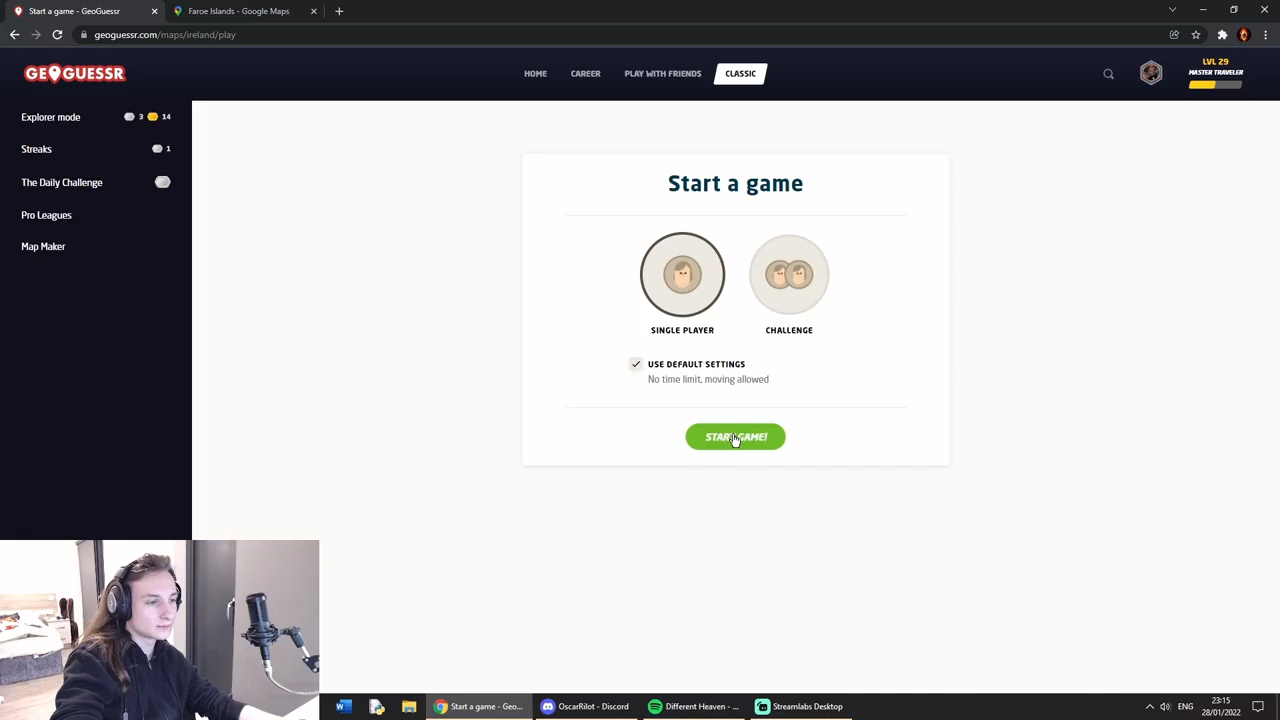 Start a game - GeoGuessr
Faroe Islands - Google Maps
geoguessr.com/maps/ireland/play
GEOGUESSR
HOME
CAREER
PLAY WITH FRIENDS
CLASSIC
LVL 29
MASTER TRAVELER
Explorer mode
3
14
Streaks
1
The Daily Challenge
Pro Leagues
Map Maker
Start a game
SINGLE PLAYER
CHALLENGE
USE DEFAULT SETTINGS
No time limit, moving allowed
START GAME!
Start a game - Geo...
OscarRilot - Discord
Different Heaven - ...
Streamlabs Desktop
ENG
23:15
28/01/2022